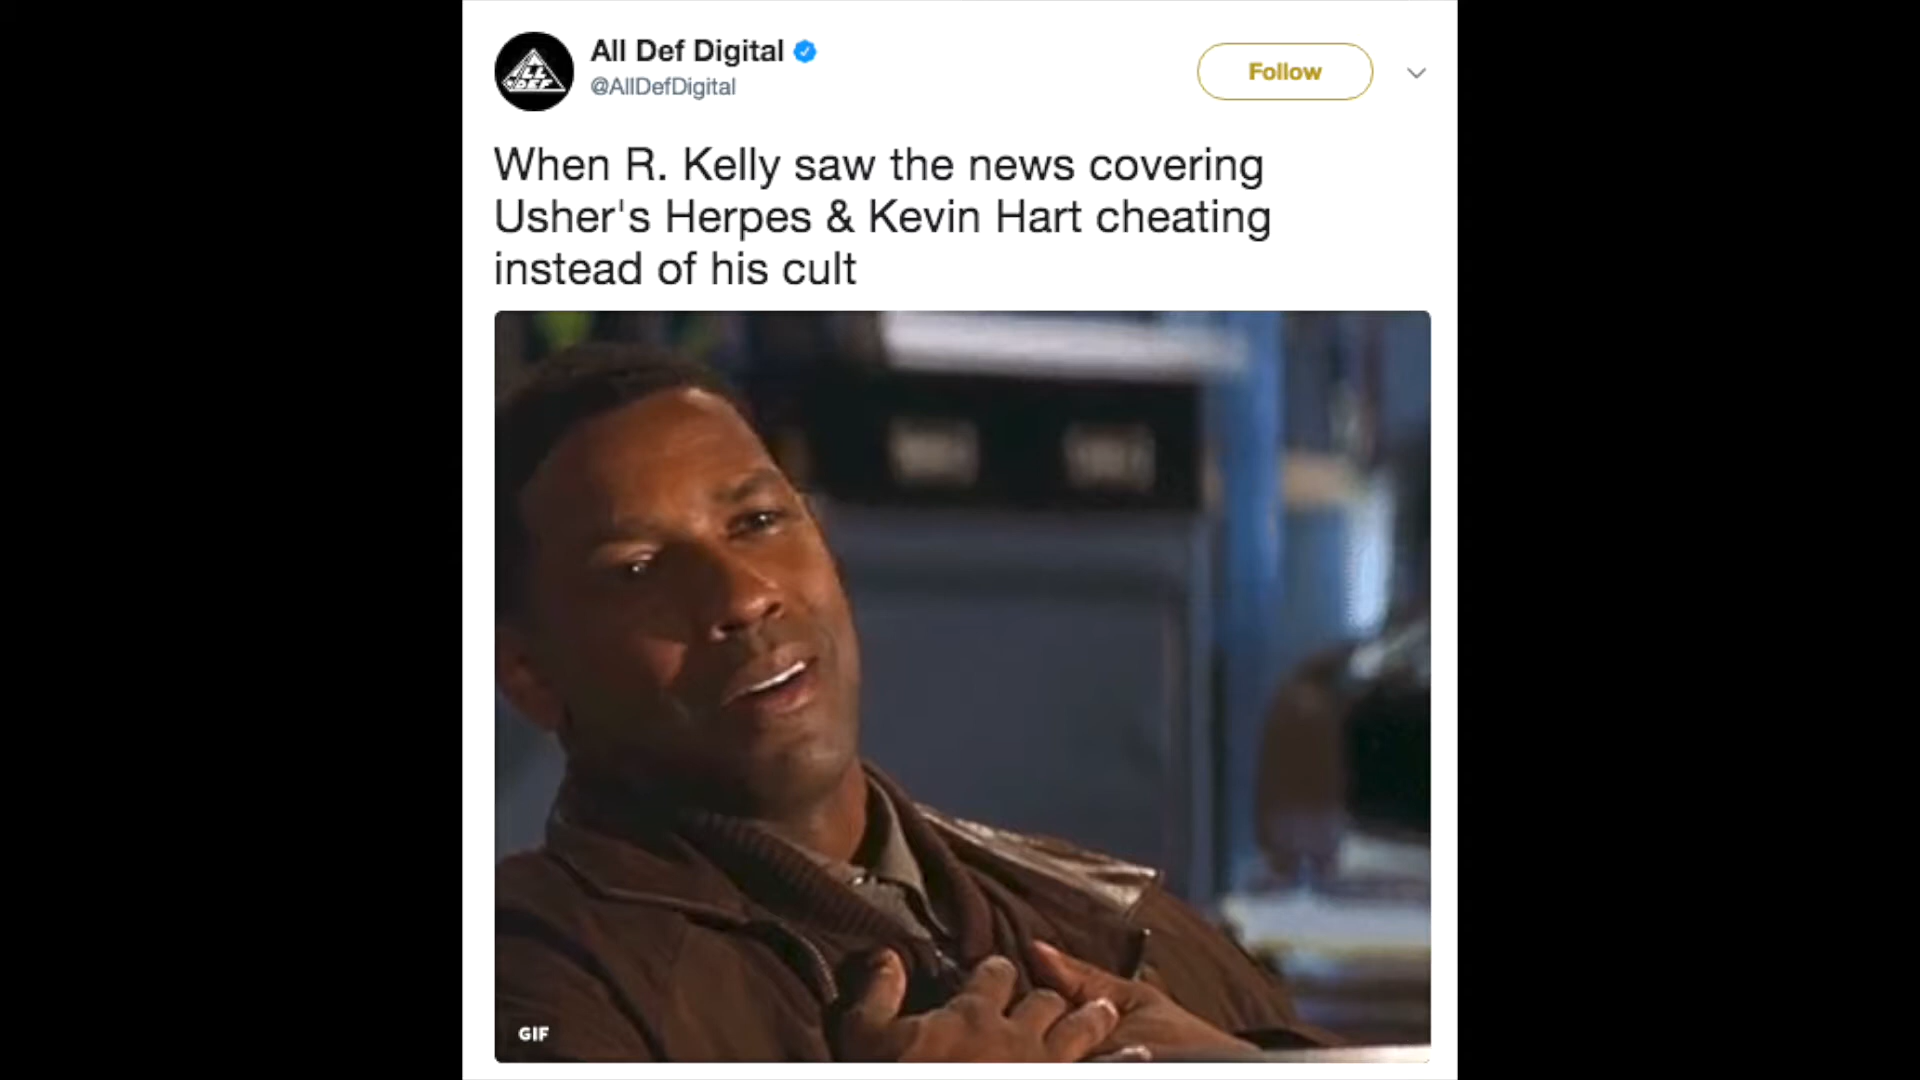 All Def Digital
@AllDefDigital
Follow
When R. Kelly saw the news covering
Usher's Herpes & Kevin Hart cheating
instead of his cult
GIF